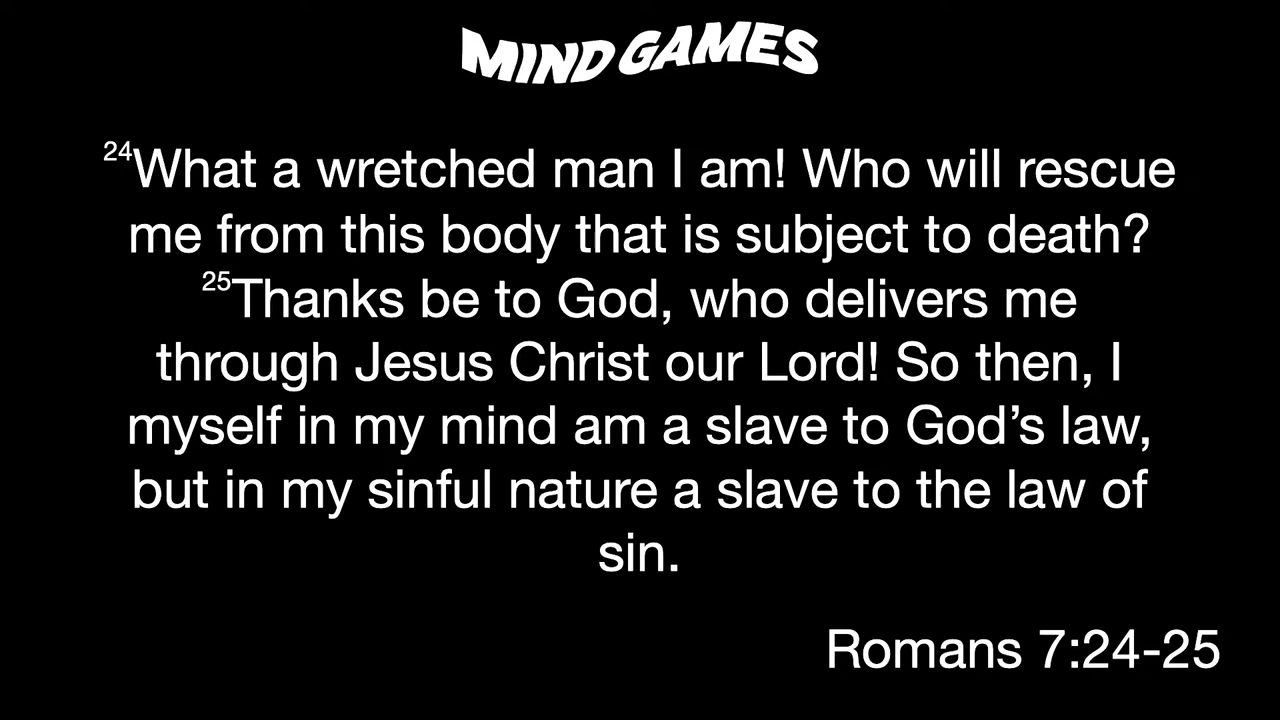 MIND GAMES
24What a wretched man I am! Who will rescue
me from this body that is subject to death?
25Thanks be to God, who delivers me
through Jesus Christ our Lord! So then, I
myself in my mind am a slave to God’s law,
but in my sinful nature a slave to the law of
sin.
Romans 7:24-25